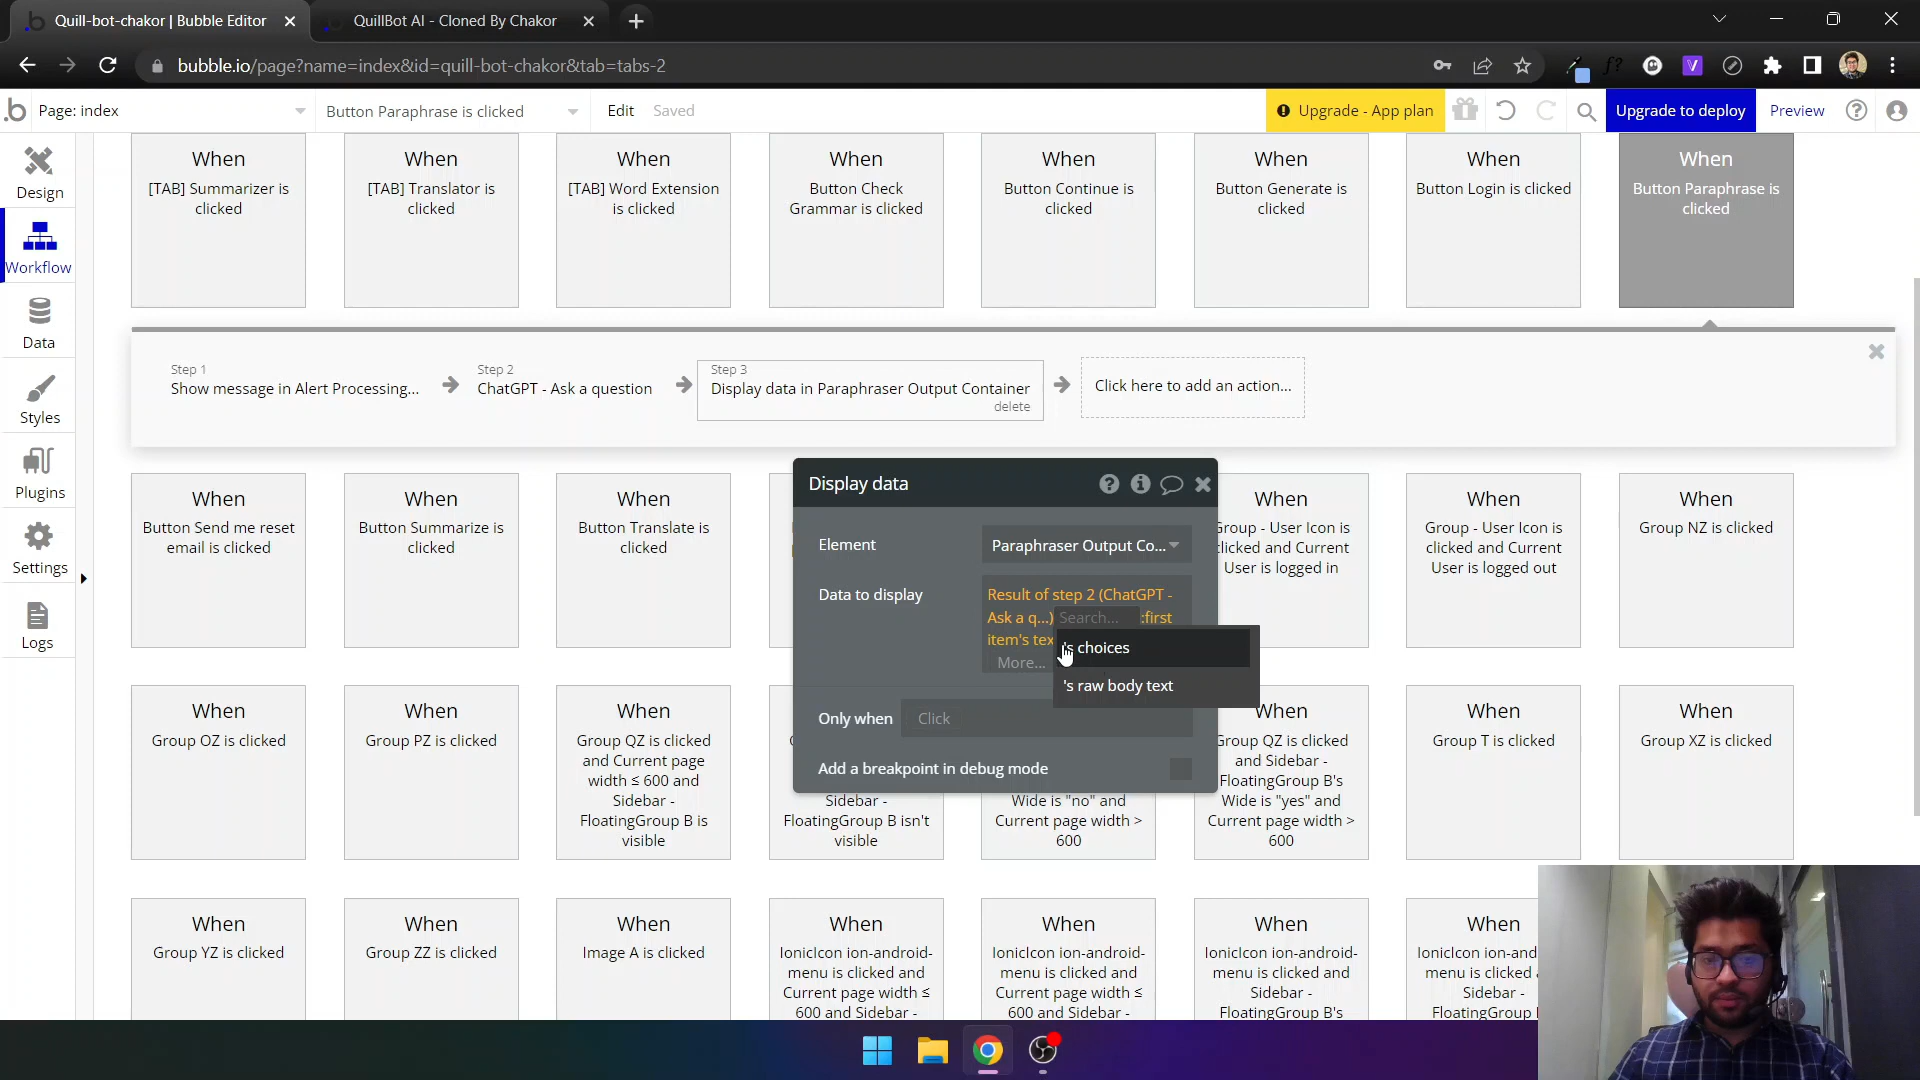 Quill-bot-chakor | Bubble Editor
QuillBot AI - Cloned By Chakor
bubble.io/page?name=index&id=quill-bot-chakor&tab=tabs-2
Page: index
Button Paraphrase is clicked
Edit
Saved
Upgrade - App plan
Upgrade to deploy
Preview
Design
Workflow
Data
Styles
Plugins
Settings
Logs
When
[TAB] Summarizer is
clicked
When
[TAB] Translator is
clicked
When
[TAB] Word Extension
is clicked
When
Button Check
Grammar is clicked
When
Button Continue is
clicked
When
Button Generate is
clicked
When
Button Login is clicked
When
Button Paraphrase is
clicked
Step 1
Show message in Alert Processing...
Step 2
ChatGPT - Ask a question
Step 3
Display data in Paraphraser Output Container
delete
Click here to add an action...
When
Button Send me reset
email is clicked
When
Button Summarize is
clicked
When
Button Translate is
clicked
Display data
Element
Paraphraser Output Co...
Data to display
Result of step 2 (ChatGPT -
Ask a q...) Search... :first
item's tex
More...
's choices
's raw body text
Only when
Click
Add a breakpoint in debug mode
When
Group - User Icon is
clicked and Current
User is logged in
When
Group - User Icon is
clicked and Current
User is logged out
When
Group NZ is clicked
When
Group OZ is clicked
When
Group PZ is clicked
When
Group QZ is clicked
and Current page
width ≤ 600 and
Sidebar -
FloatingGroup B is
visible
Sidebar -
FloatingGroup B isn't
visible
Wide is "no" and
Current page width >
600
When
Group QZ is clicked
and Sidebar -
FloatingGroup B's
Wide is "yes" and
Current page width >
600
When
Group T is clicked
When
Group XZ is clicked
When
Group YZ is clicked
When
Group ZZ is clicked
When
Image A is clicked
When
IonicIcon ion-android-
menu is clicked and
Current page width ≤
600 and Sidebar -
When
IonicIcon ion-android-
menu is clicked and
Current page width ≤
600 and Sidebar -
When
IonicIcon ion-android-
menu is clicked and
Sidebar -
FloatingGroup B's
When
IonicIcon ion-and
menu is clicked
Sidebar -
FloatingGroup